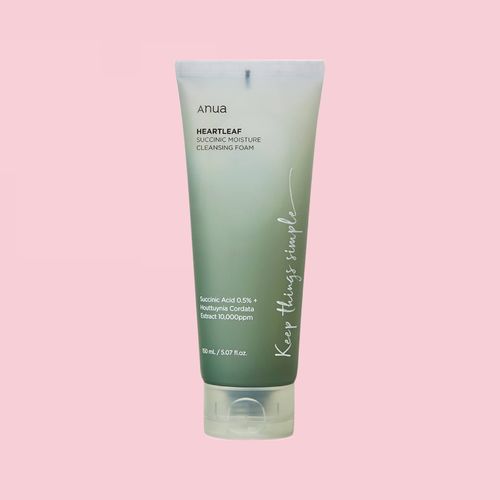 Anua
HEARTLEAF
SUCCINIC MOISTURE
CLEANSING FOAM
Keep things simple
Succinic Acid 0.5% +
Houttuynia Cordata
Extract 10,000ppm
150 mL / 5.07 fl.oz.